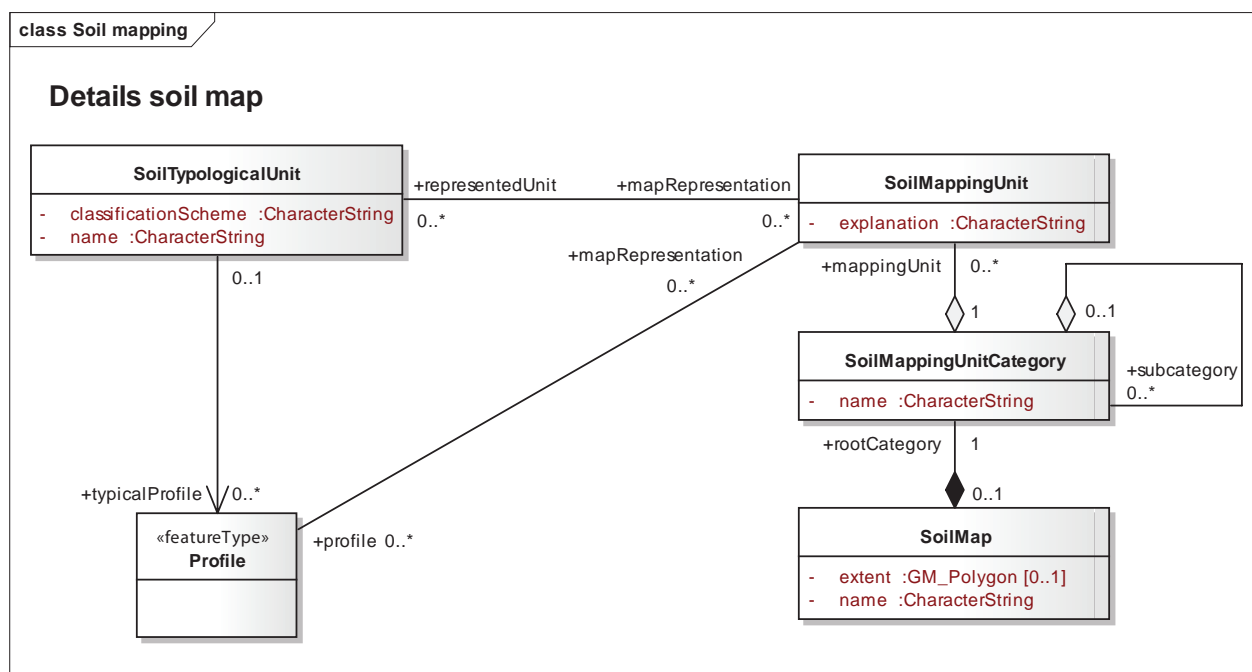 class Soil mapping
Details soil map
SoilTypologicalUnit
- classificationScheme :CharacterString
- name :CharacterString
+representedUnit
0..*
+mapRepresentation
0..*
SoilMappingUnit
- explanation :CharacterString
+mapRepresentation
0..*
+mappingUnit
0..*
0..1
1
0..1
SoilMappingUnitCategory
- name :CharacterString
+subcategory
0..*
+rootCategory
1
0..1
+typicalProfile
0..*
«featureType»
Profile
+profile 0..*
SoilMap
- extent :GM_Polygon [0..1]
- name :CharacterString